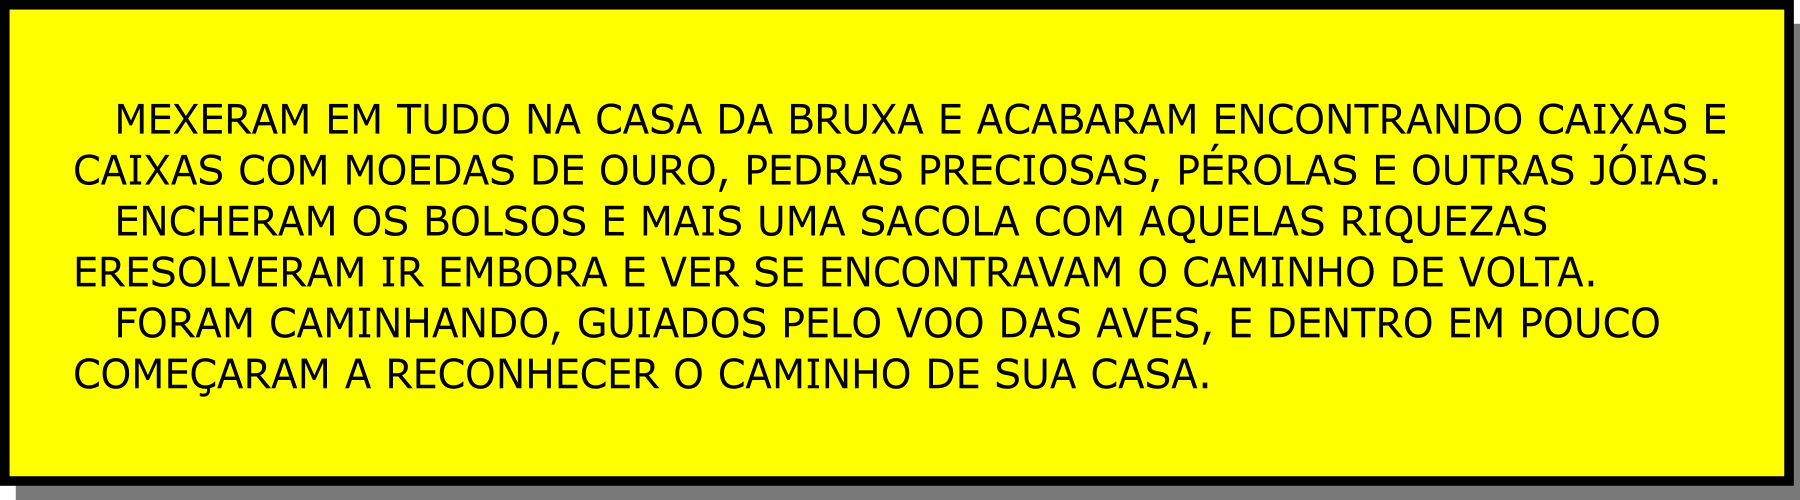 MEXERAM EM TUDO NA CASA DA BRUXA E ACABARAM ENCONTRANDO CAIXAS E
CAIXAS COM MOEDAS DE OURO, PEDRAS PRECIOSAS, PÉROLAS E OUTRAS JÓIAS.
ENCHERAM OS BOLSOS E MAIS UMA SACOLA COM AQUELAS RIQUEZAS
ERESOLVERAM IR EMBORA E VER SE ENCONTRAVAM O CAMINHO DE VOLTA.
FORAM CAMINHANDO, GUIADOS PELO VOO DAS AVES, E DENTRO EM POUCO
COMEÇARAM A RECONHECER O CAMINHO DE SUA CASA.